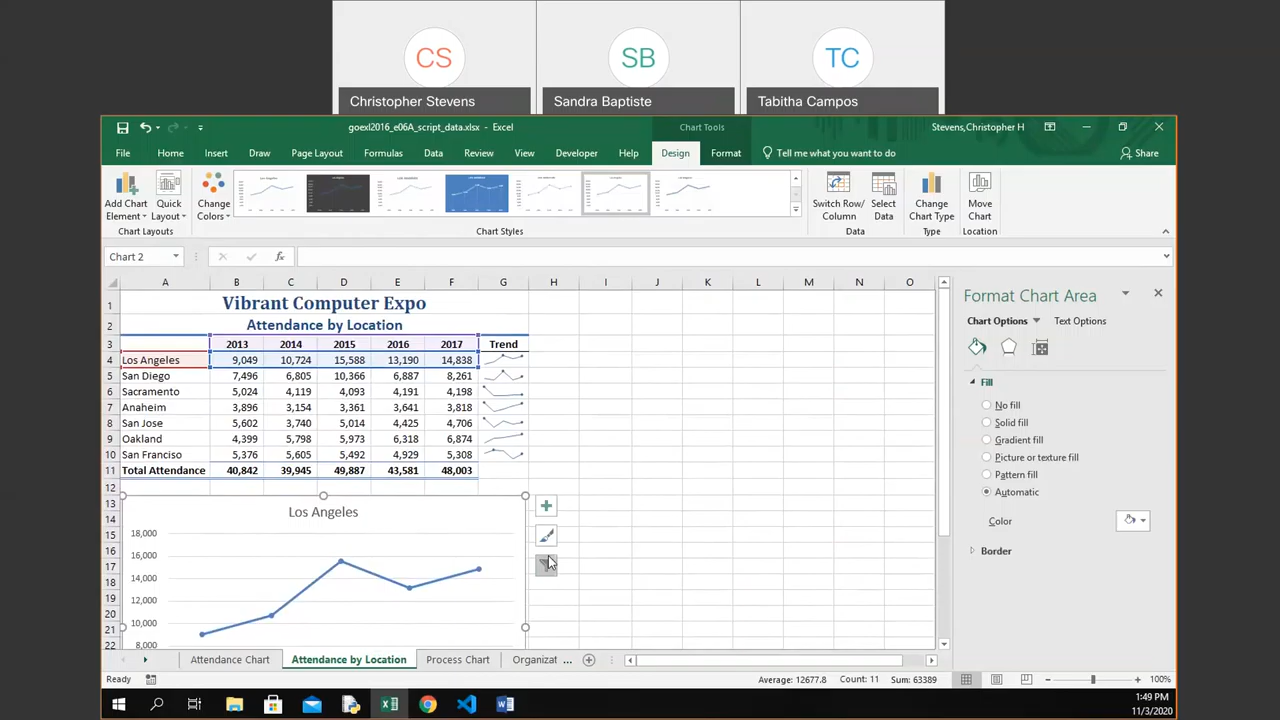 CS SB TC
Christopher Stevens Sandra Baptiste Tabitha Campos
goexl2016_e06A_script_data.xlsx - Excel Chart Tools Stevens,Christopher H
File Home Insert Draw Page Layout Formulas Data Review View Developer Help Design Format Tell me what you want to do Share
Add Chart Element Quick Layout Change Colors Switch Row/Column Select Data Change Chart Type Move Chart
Chart Layouts Chart Styles Data Type Location
Chart 2 fx
A B C D E F G H I J K L M N O
1 Vibrant Computer Expo
2 Attendance by Location
3 2013 2014 2015 2016 2017 Trend
4 Los Angeles 9,049 10,724 15,588 13,190 14,838
5 San Diego 7,496 6,805 10,366 6,887 8,261
6 Sacramento 5,024 4,119 4,093 4,191 4,198
7 Anaheim 3,896 3,154 3,361 3,641 3,818
8 San Jose 5,602 3,740 5,014 4,425 4,706
9 Oakland 4,399 5,798 5,973 6,318 6,874
10 San Franciso 5,376 5,605 5,492 4,929 5,308
11 Total Attendance 40,842 39,945 49,887 43,581 48,003
12
13
14
15
16
17
18
19
20
21
22
Los Angeles
18,000
16,000
14,000
12,000
10,000
8,000
Format Chart Area
Chart Options Text Options
Fill
No fill
Solid fill
Gradient fill
Picture or texture fill
Pattern fill
Automatic
Color
Border
Attendance Chart Attendance by Location Process Chart Organizat ...
Ready Average: 12677.8 Count: 11 Sum: 63389 100%
1:49 PM
11/3/2020